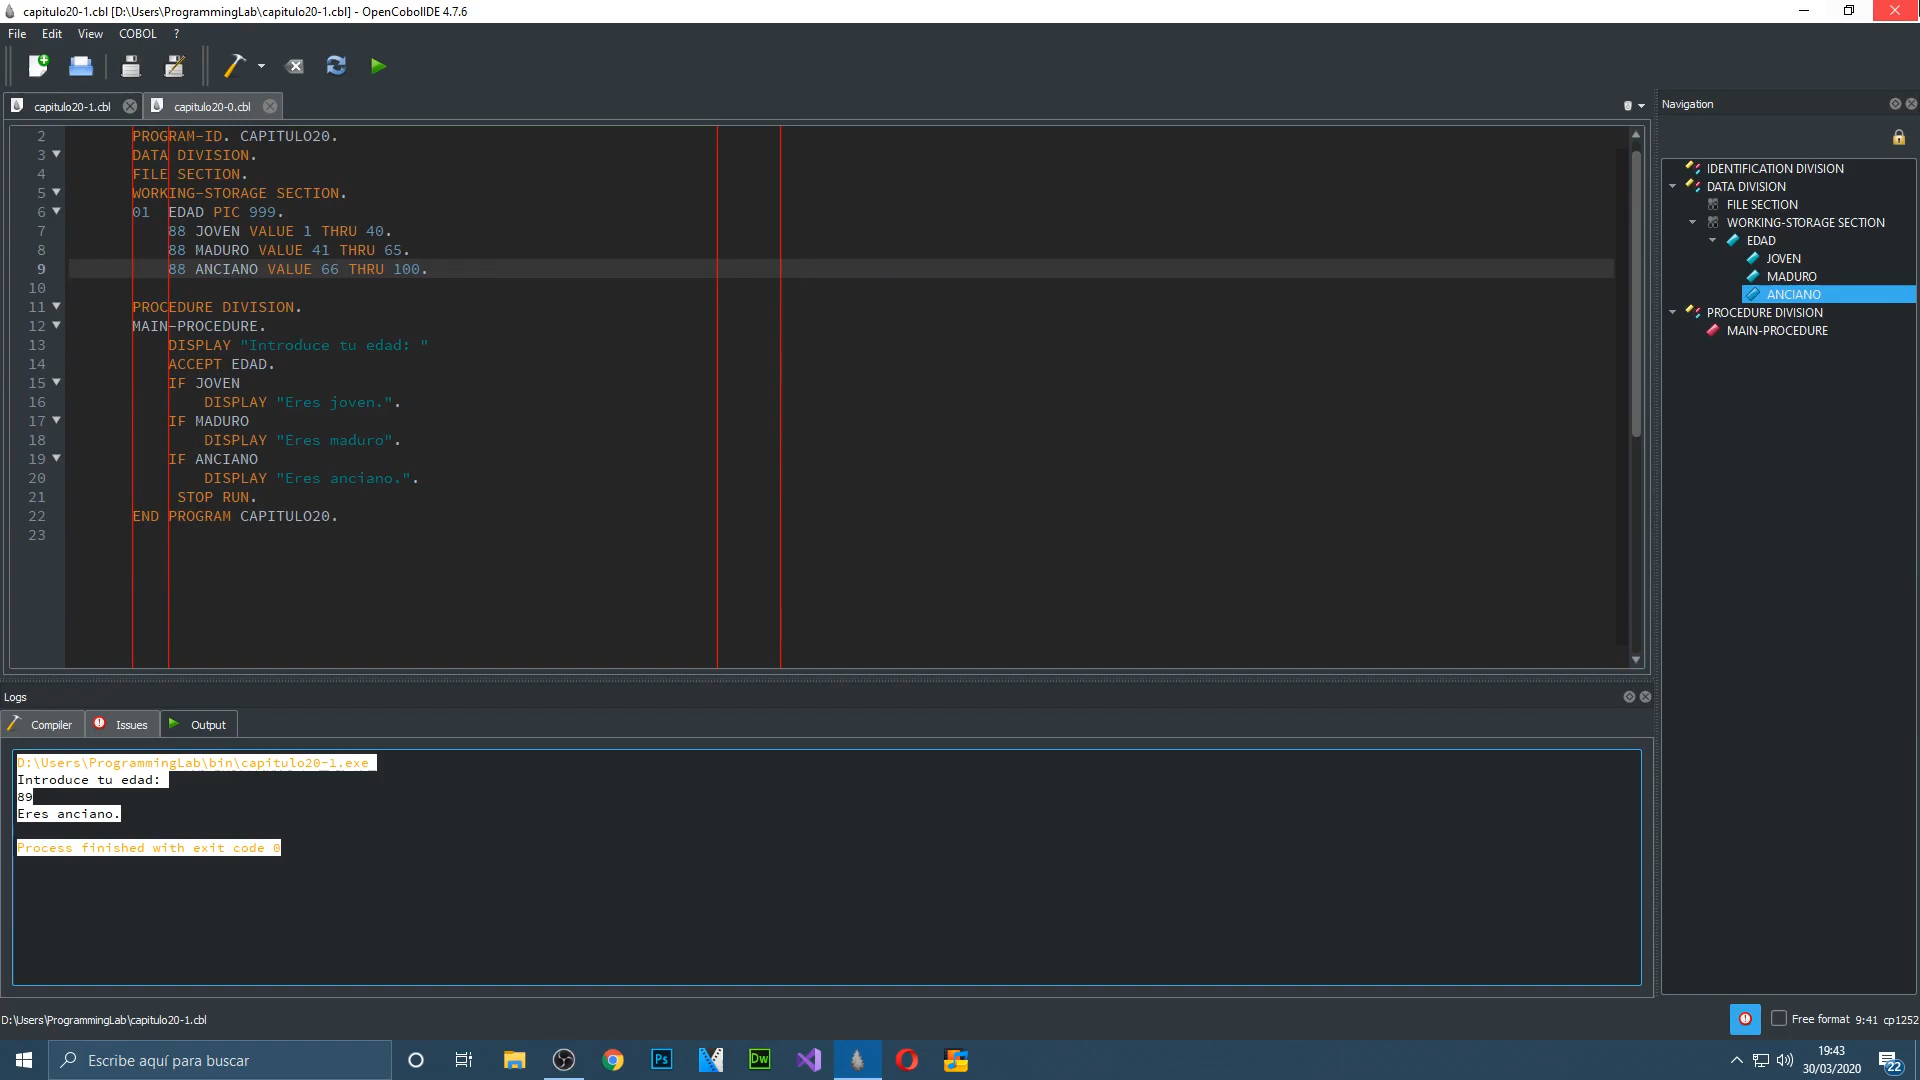 capitulo20-1.cbl [D:\Users\ProgrammingLab\capitulo20-1.cbl] - OpenCobolIDE 4.7.6
File Edit View COBOL ?
capitulo20-1.cbl capitulo20-0.cbl
2 PROGRAM-ID. CAPITULO20.
3 DATA DIVISION.
4 FILE SECTION.
5 WORKING-STORAGE SECTION.
6 01 EDAD PIC 999.
7 88 JOVEN VALUE 1 THRU 40.
8 88 MADURO VALUE 41 THRU 65.
9 88 ANCIANO VALUE 66 THRU 100.
10
11 PROCEDURE DIVISION.
12 MAIN-PROCEDURE.
13 DISPLAY "Introduce tu edad: "
14 ACCEPT EDAD.
15 IF JOVEN
16 DISPLAY "Eres joven.".
17 IF MADURO
18 DISPLAY "Eres maduro".
19 IF ANCIANO
20 DISPLAY "Eres anciano.".
21 STOP RUN.
22 END PROGRAM CAPITULO20.
23
Navigation
IDENTIFICATION DIVISION
DATA DIVISION
FILE SECTION
WORKING-STORAGE SECTION
EDAD
JOVEN
MADURO
ANCIANO
PROCEDURE DIVISION
MAIN-PROCEDURE
Logs
Compiler Issues Output
D:\Users\ProgrammingLab\bin\capitulo20-1.exe
Introduce tu edad:
89
Eres anciano.
Process finished with exit code 0
D:\Users\ProgrammingLab\capitulo20-1.cbl
Free format 9:41 cp1252
Escribe aquí para buscar
Ps
Dw
19:43
30/03/2020
22